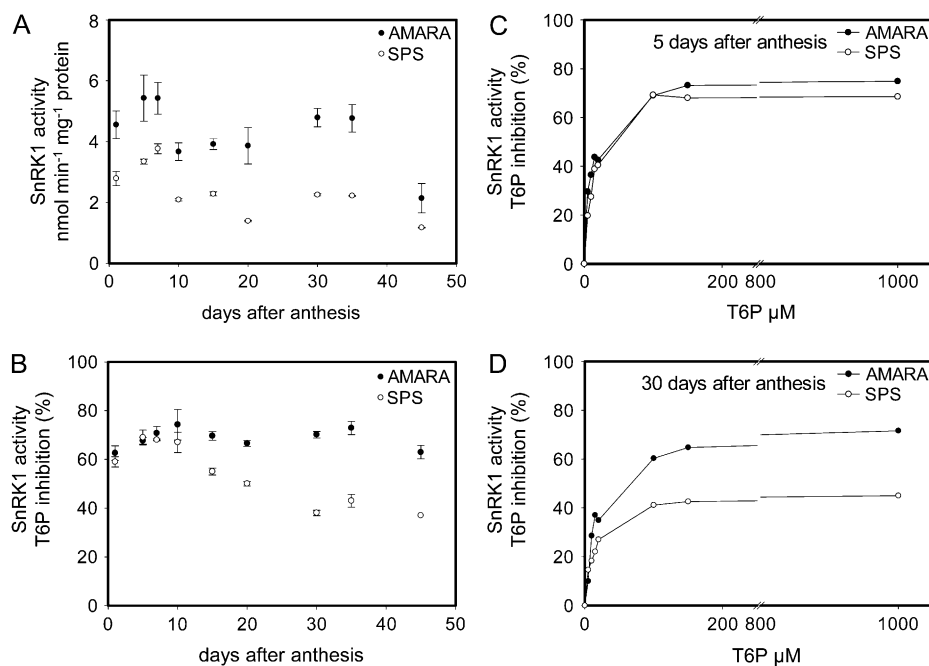 A
SnRK1 activity
nmol min⁻¹ mg⁻¹ protein
8
6
4
2
0
AMARA
SPS
0 10 20 30 40 50
days after anthesis
B
SnRK1 activity
T6P inhibition (%)
100
80
60
40
20
0
AMARA
SPS
0 10 20 30 40 50
days after anthesis
C
SnRK1 activity
T6P inhibition (%)
100
80
60
40
20
0
5 days after anthesis
AMARA
SPS
0 200 800 1000
T6P µM
D
SnRK1 activity
T6P inhibition (%)
100
80
60
40
20
0
30 days after anthesis
AMARA
SPS
0 200 800 1000
T6P µM